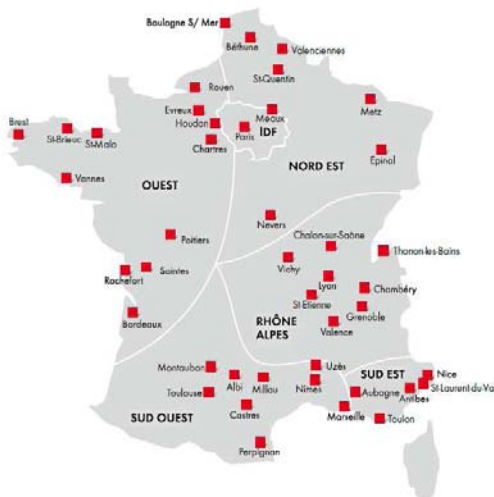 Boulogne S/ Mer
Béthune
Valenciennes
St-Quentin
Rouen
Evreux
Houdan
Meaux
Paris
IDF
Chartres
Metz
Epinal
NORD EST
Brest
St-Brieuc
St-Malo
Vannes
OUEST
Poitiers
Nevers
Chalon-sur-Saône
Thonon-les-Bains
Vichy
Rochefort
Saintes
Lyon
Chambéry
St-Etienne
Grenoble
Bordeaux
RHÔNE
ALPES
Valence
Montauban
Albi
Millau
Uzès
SUD EST
Nice
St-Laurent-du-Va
Toulouse
Nîmes
Aubagne
Antibes
Castres
Marseille
SUD OUEST
Toulon
Perpignan